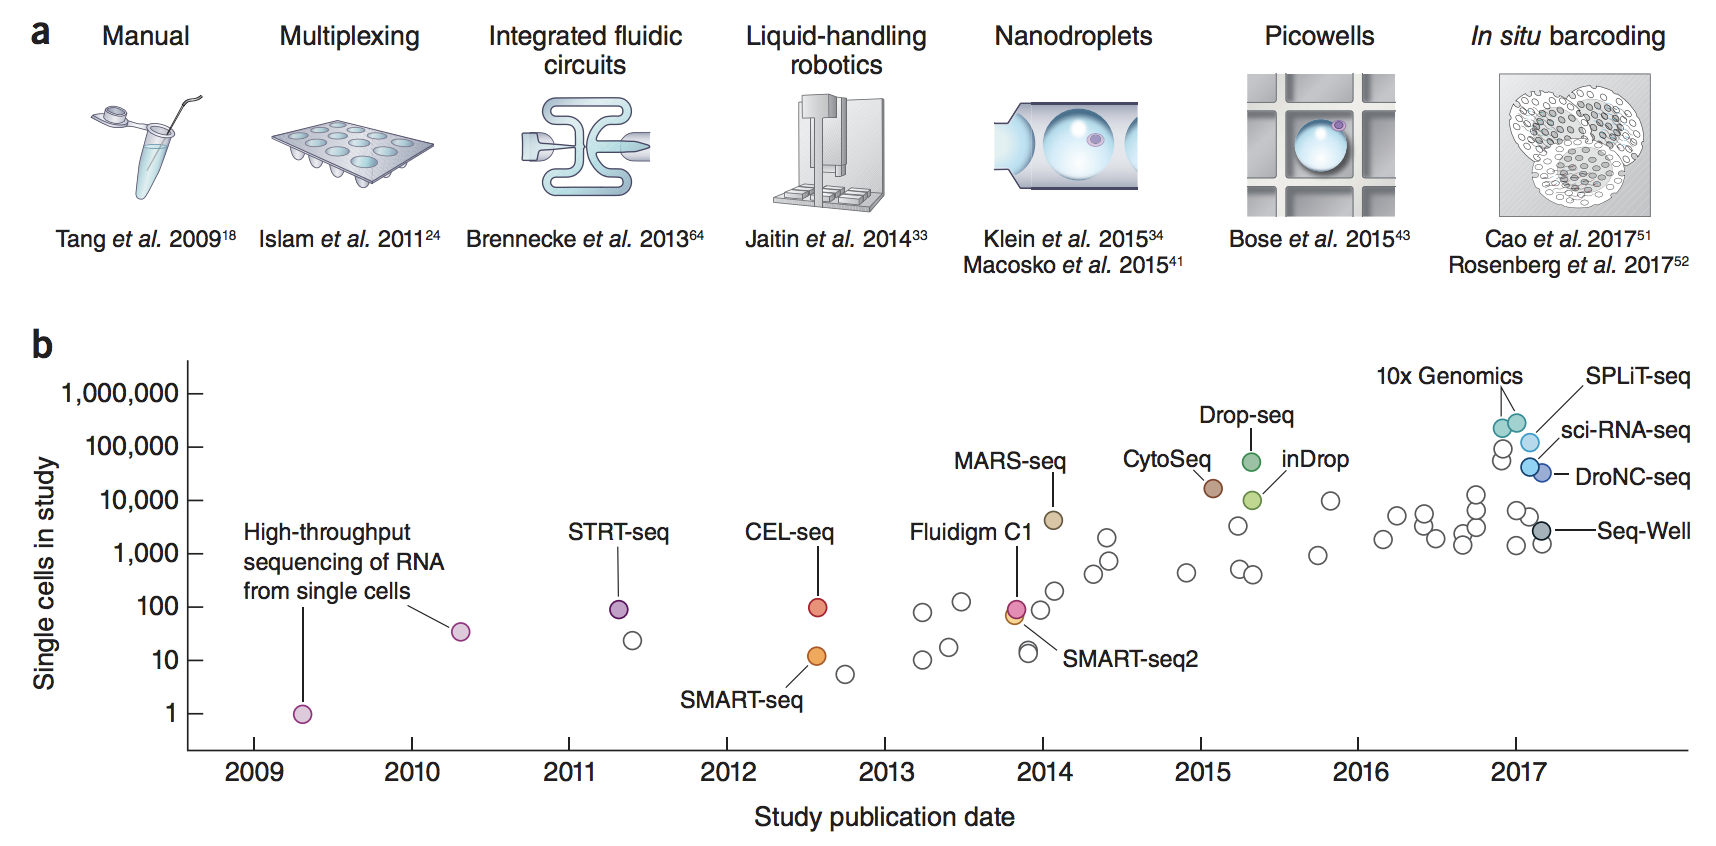 a
Manual
Multiplexing
Integrated fluidic
circuits
Liquid-handling
robotics
Nanodroplets
Picowells
In situ barcoding
Tang et al. 2009¹⁸
Islam et al. 2011²⁴
Brennecke et al. 2013⁶⁴
Jaitin et al. 2014³³
Klein et al. 2015³⁴
Macosko et al. 2015⁴¹
Bose et al. 2015⁴³
Cao et al. 2017⁵¹
Rosenberg et al. 2017⁵²
b
Single cells in study
1,000,000
100,000
10,000
1,000
100
10
1
High-throughput
sequencing of RNA
from single cells
STRT-seq
CEL-seq
SMART-seq
Fluidigm C1
SMART-seq2
MARS-seq
CytoSeq
Drop-seq
inDrop
10x Genomics
SPLiT-seq
sci-RNA-seq
DroNC-seq
Seq-Well
2009
2010
2011
2012
2013
2014
2015
2016
2017
Study publication date